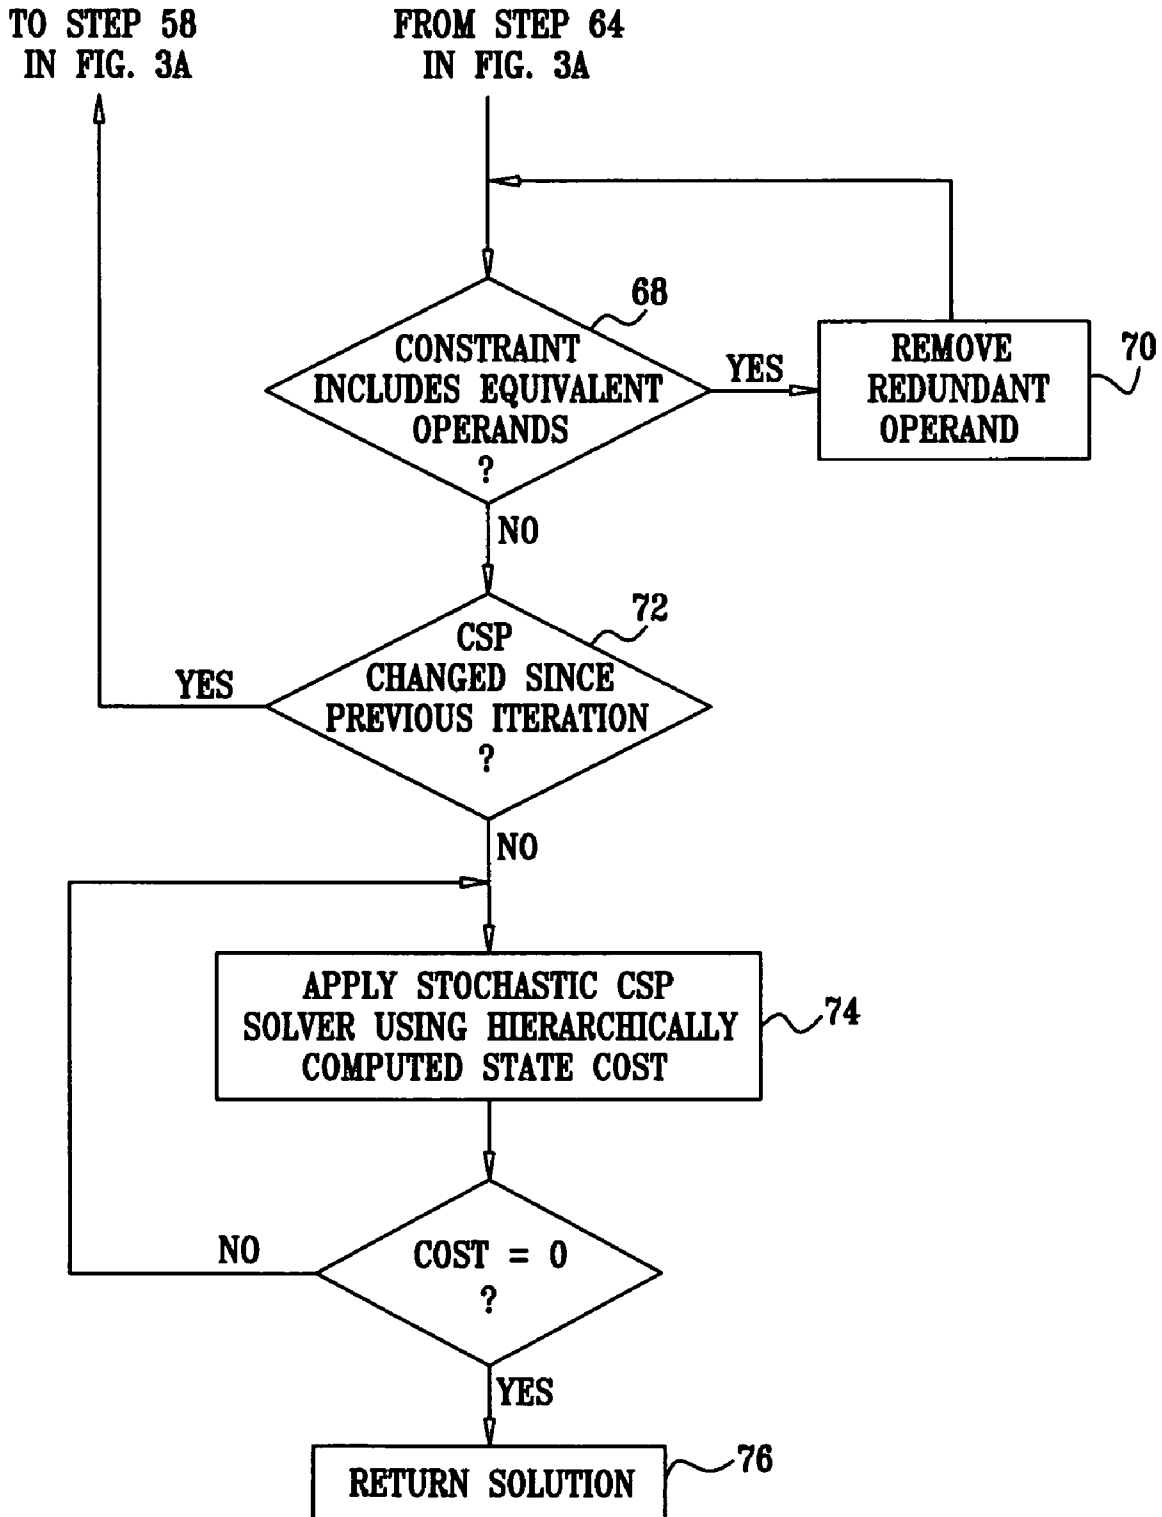 TO STEP 58
IN FIG. 3A
FROM STEP 64
IN FIG. 3A
68
CONSTRAINT
INCLUDES EQUIVALENT
OPERANDS
?
YES
REMOVE
REDUNDANT
OPERAND
70
NO
72
CSP
CHANGED SINCE
PREVIOUS ITERATION
?
YES
NO
APPLY STOCHASTIC CSP
SOLVER USING HIERARCHICALLY
COMPUTED STATE COST
74
COST = 0
?
NO
YES
RETURN SOLUTION
76